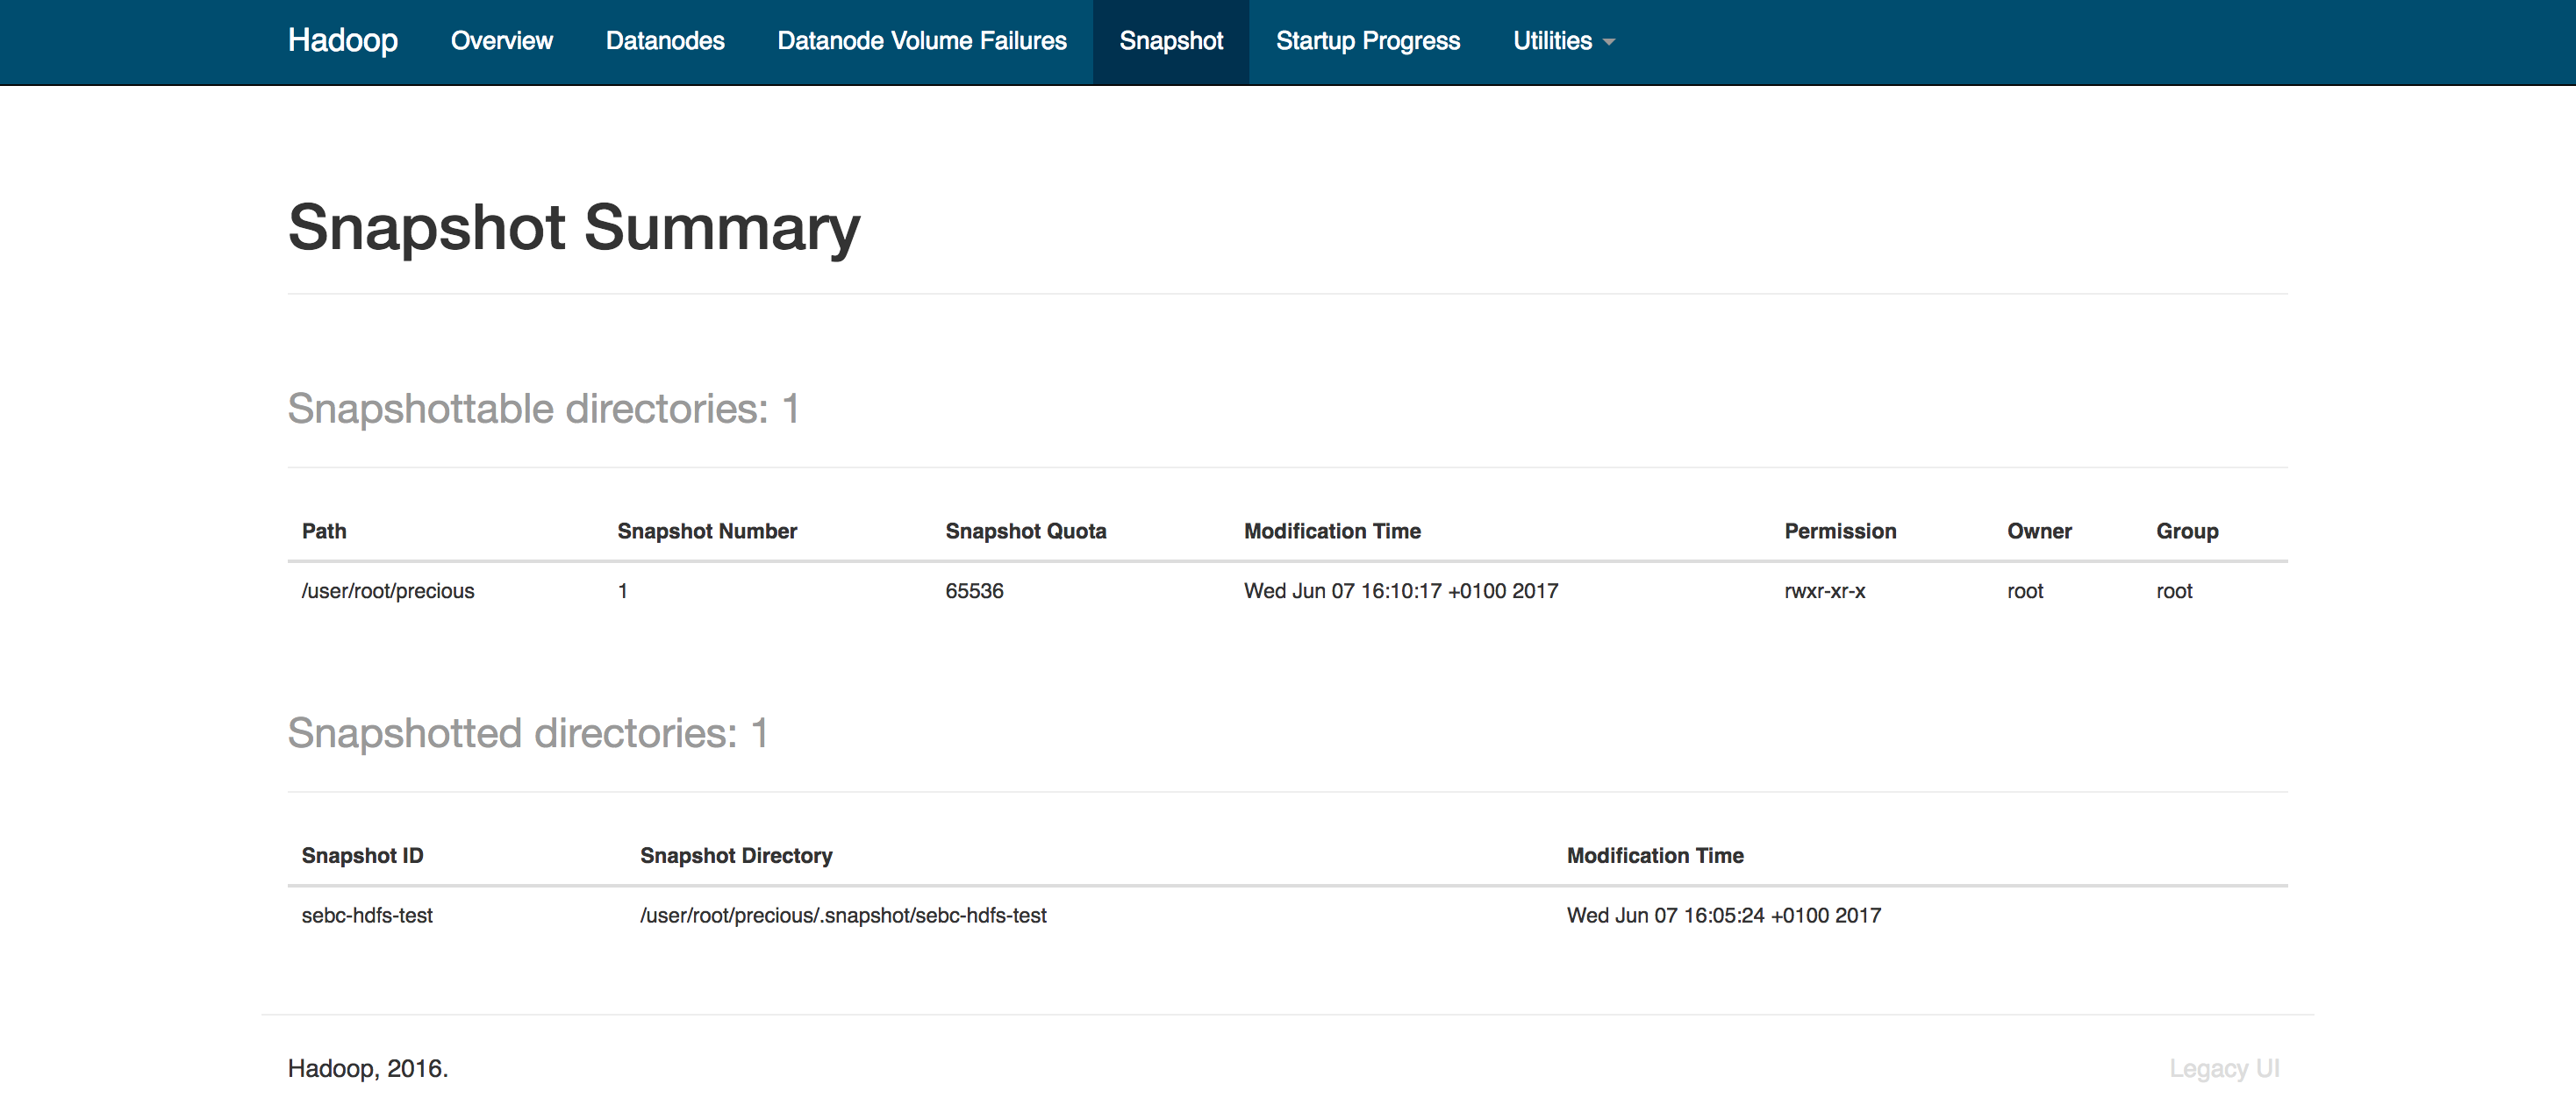 Hadoop Overview Datanodes Datanode Volume Failures Snapshot Startup Progress Utilities
Snapshot Summary
Snapshottable directories: 1
Path Snapshot Number Snapshot Quota Modification Time Permission Owner Group
/user/root/precious 1 65536 Wed Jun 07 16:10:17 +0100 2017 rwxr-xr-x root root
Snapshotted directories: 1
Snapshot ID Snapshot Directory Modification Time
sebc-hdfs-test /user/root/precious/.snapshot/sebc-hdfs-test Wed Jun 07 16:05:24 +0100 2017
Hadoop, 2016. Legacy UI